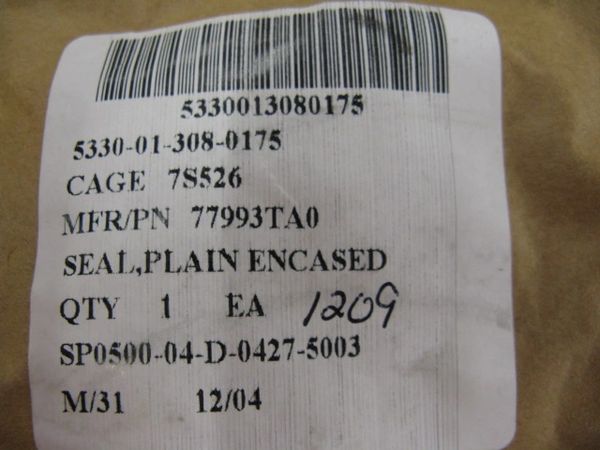 5330013080175
5330-01-308-0175
CAGE 7S526
MFR/PN 77993TA0
SEAL,PLAIN ENCASED
QTY 1 EA 1209
SP0500-04-D-0427-5003
M/31 12/04